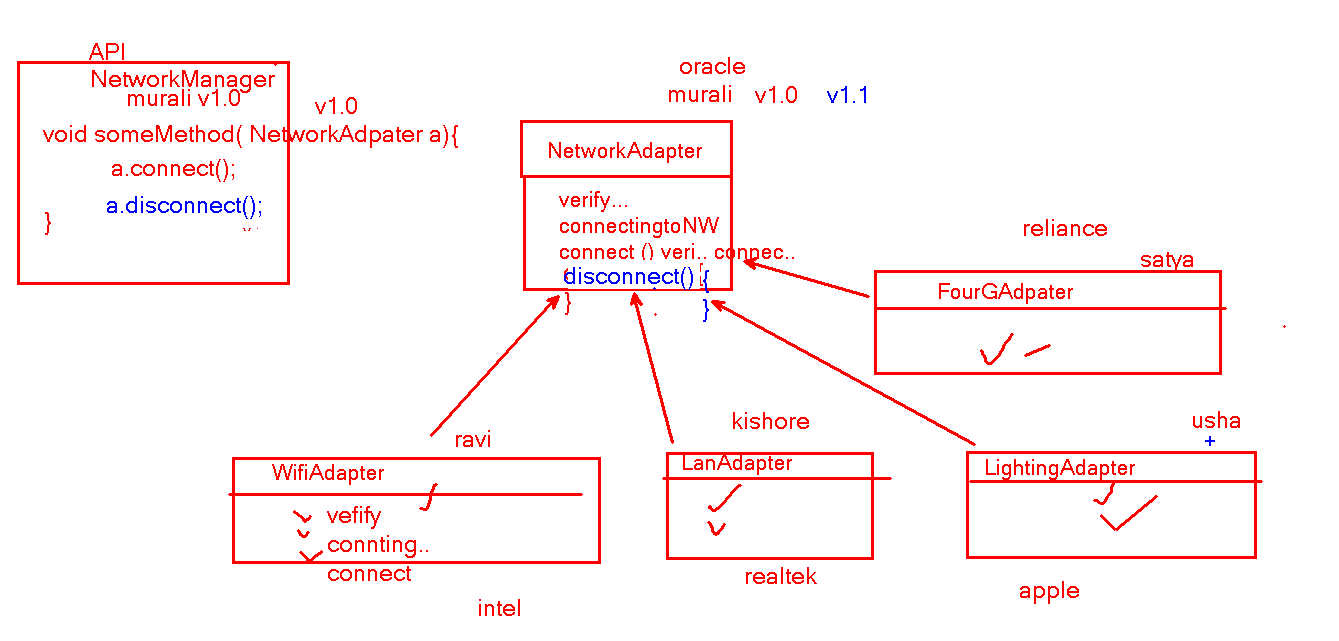 API
NetworkManager
murali v1.0
v1.0
void someMethod( NetworkAdpater a){
a.connect();
a.disconnect();
}
oracle
murali v1.0 v1.1
NetworkAdapter
verify...
connectingtoNW
connect () veri.. connec..
disconnect() {
}
}
reliance
satya
FourGAdpater
ravi
WifiAdapter
vefify
connting..
connect
intel
kishore
LanAdapter
realtek
usha
+
LightingAdapter
apple